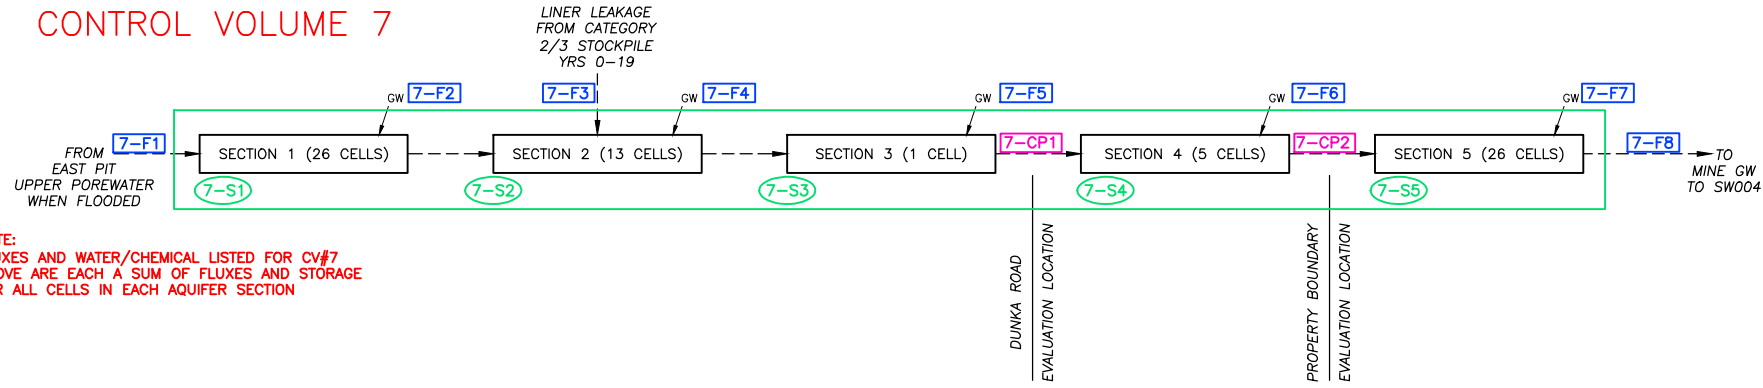 CONTROL VOLUME 7
LINER LEAKAGE
FROM CATEGORY
2/3 STOCKPILE
YRS 0-19
GW 7-F2
7-F3
GW 7-F4
GW 7-F5
GW 7-F6
GW 7-F7
7-F1
FROM
EAST PIT
UPPER POREWATER
WHEN FLOODED
SECTION 1 (26 CELLS)
SECTION 2 (13 CELLS)
SECTION 3 (1 CELL)
7-CP1
SECTION 4 (5 CELLS)
7-CP2
SECTION 5 (26 CELLS)
7-F8
TO
MINE GW
TO SW004
7-S1
7-S2
7-S3
7-S4
7-S5
TE:
UXES AND WATER/CHEMICAL LISTED FOR CV#7
OVE ARE EACH A SUM OF FLUXES AND STORAGE
R ALL CELLS IN EACH AQUIFER SECTION
DUNKA ROAD
EVALUATION LOCATION
PROPERTY BOUNDARY
EVALUATION LOCATION